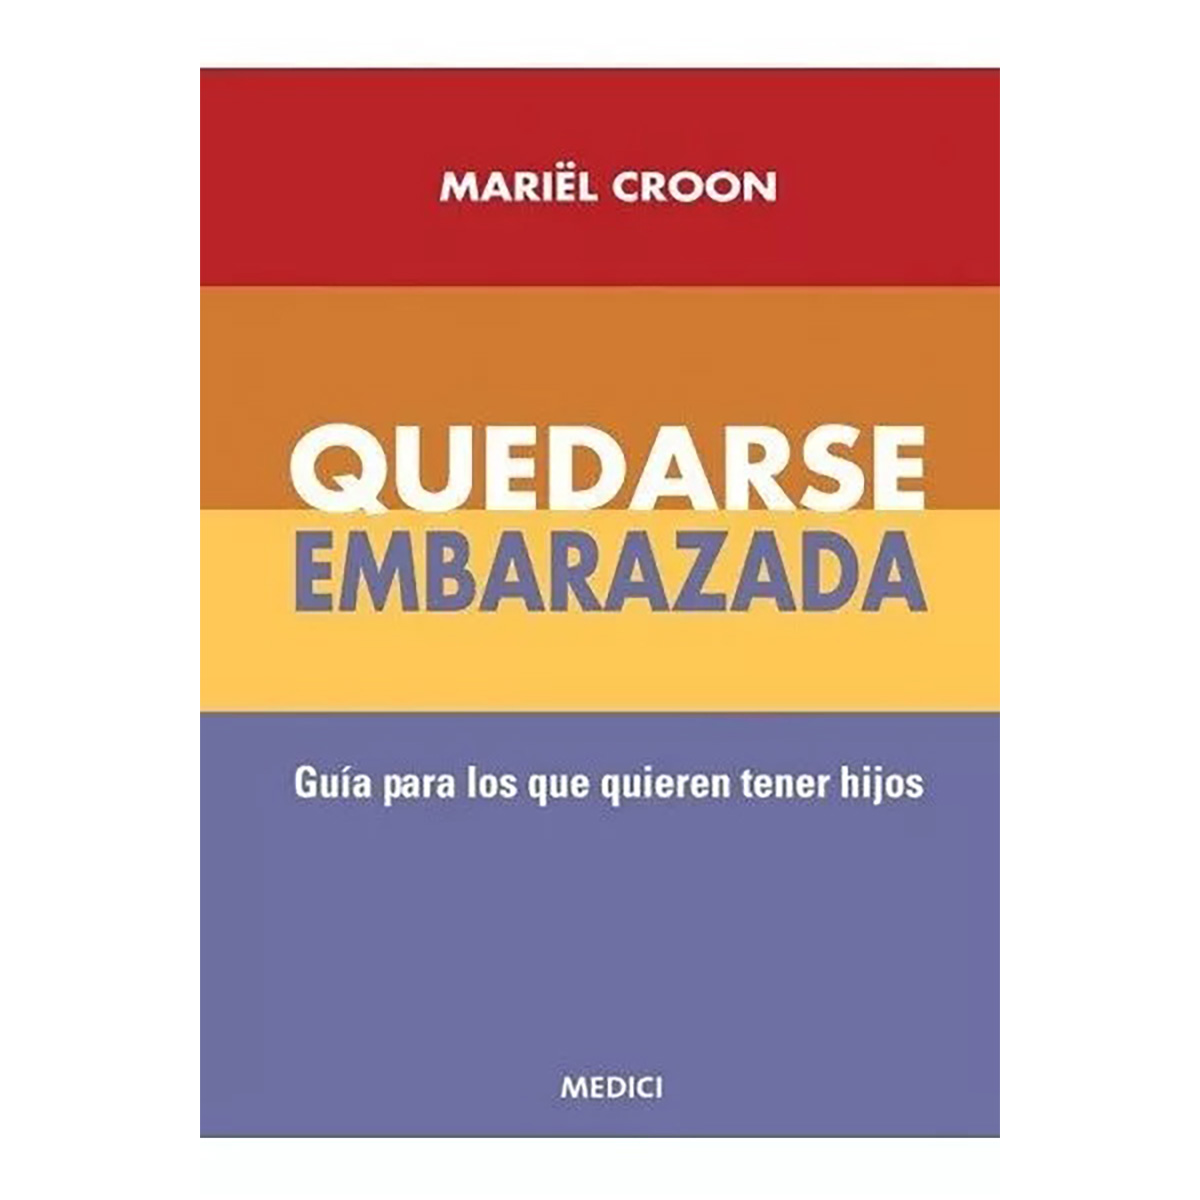 MARIËL CROON
QUEDARSE
EMBARAZADA
Guía para los que quieren tener hijos
MEDICI